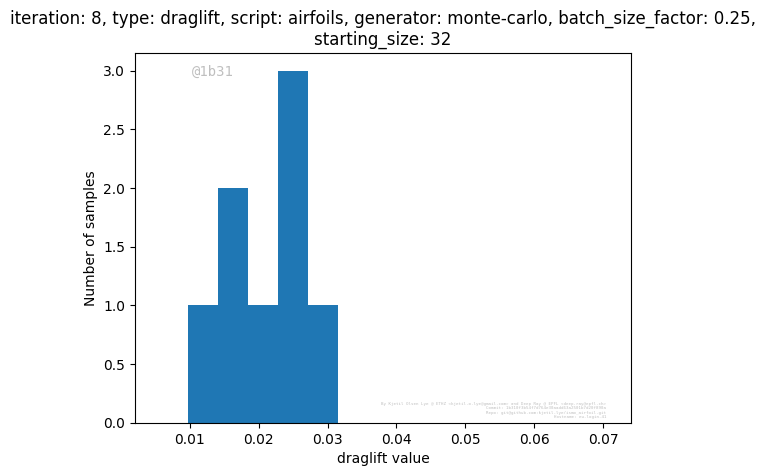 iteration: 8, type: draglift, script: airfoils, generator: monte-carlo, batch_size_factor: 0.25,
starting_size: 32
@1b31
3.0
2.5
2.0
1.5
1.0
0.5
0.0
Number of samples
0.01 0.02 0.03 0.04 0.05 0.06 0.07
draglift value